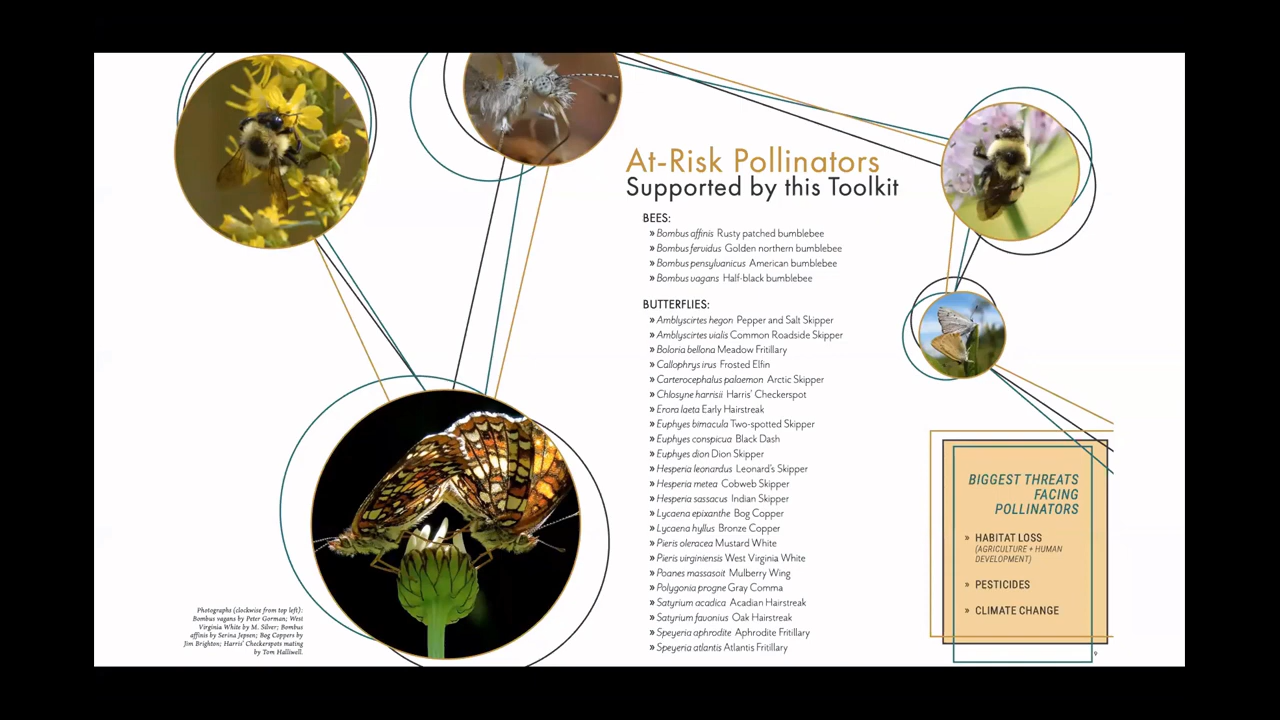 At-Risk Pollinators
Supported by this Toolkit
BEES:
» Bombus affinis Rusty patched bumblebee
» Bombus fervidus Golden northern bumblebee
» Bombus pensylvanicus American bumblebee
» Bombus vagans Half-black bumblebee
BUTTERFLIES:
» Amblyscirtes hegon Pepper and Salt Skipper
» Amblyscirtes vialis Common Roadside Skipper
» Boloria bellona Meadow Fritillary
» Callophrys irus Frosted Elfin
» Carterocephalus palaemon Arctic Skipper
» Chlosyne harrisii Harris' Checkerspot
» Erora laeta Early Hairstreak
» Euphyes bimacula Two-spotted Skipper
» Euphyes conspicua Black Dash
» Euphyes dion Dion Skipper
» Hesperia leonardus Leonard's Skipper
» Hesperia metea Cobweb Skipper
» Hesperia sassacus Indian Skipper
» Lycaena epixanthe Bog Copper
» Lycaena hyllus Bronze Copper
» Pieris oleracea Mustard White
» Pieris virginiensis West Virginia White
» Poanes massasoit Mulberry Wing
» Polygonia progne Gray Comma
» Satyrium acadica Acadian Hairstreak
» Satyrium favonius Oak Hairstreak
» Speyeria aphrodite Aphrodite Fritillary
» Speyeria atlantis Atlantis Fritillary
BIGGEST THREATS
FACING
POLLINATORS
» HABITAT LOSS
(AGRICULTURE + HUMAN
DEVELOPMENT)
» PESTICIDES
» CLIMATE CHANGE
Photographs (clockwise from top left):
Bombus vagans by Peter Gorman; West
Virginia White by M. Silver; Bombus
affinis by Serina Jepsen; Bog Coppers by
Jim Brighton; Harris' Checkerspots mating
by Tom Halliwell.
9